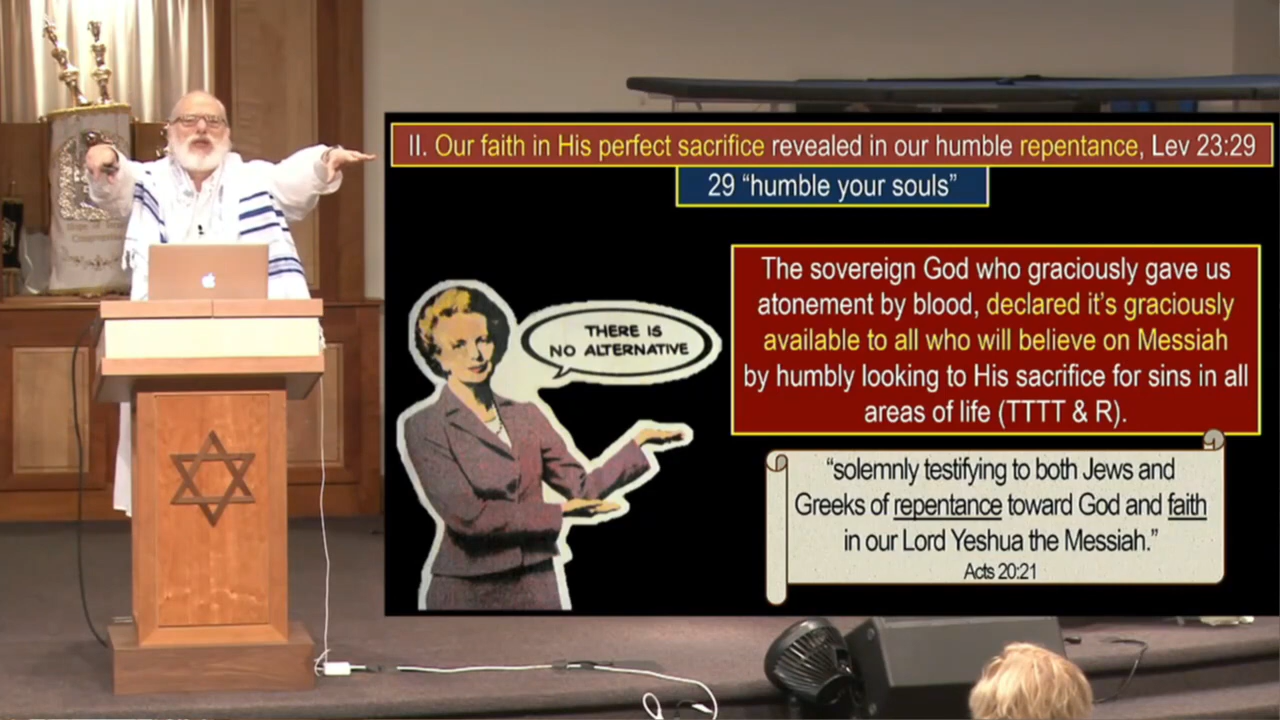 II. Our faith in His perfect sacrifice revealed in our humble repentance, Lev 23:29
29 “humble your souls”
THERE IS
NO ALTERNATIVE
The sovereign God who graciously gave us
atonement by blood, declared it’s graciously
available to all who will believe on Messiah
by humbly looking to His sacrifice for sins in all
areas of life (TTTT & R).
“solemnly testifying to both Jews and
Greeks of repentance toward God and faith
in our Lord Yeshua the Messiah.”
Acts 20:21